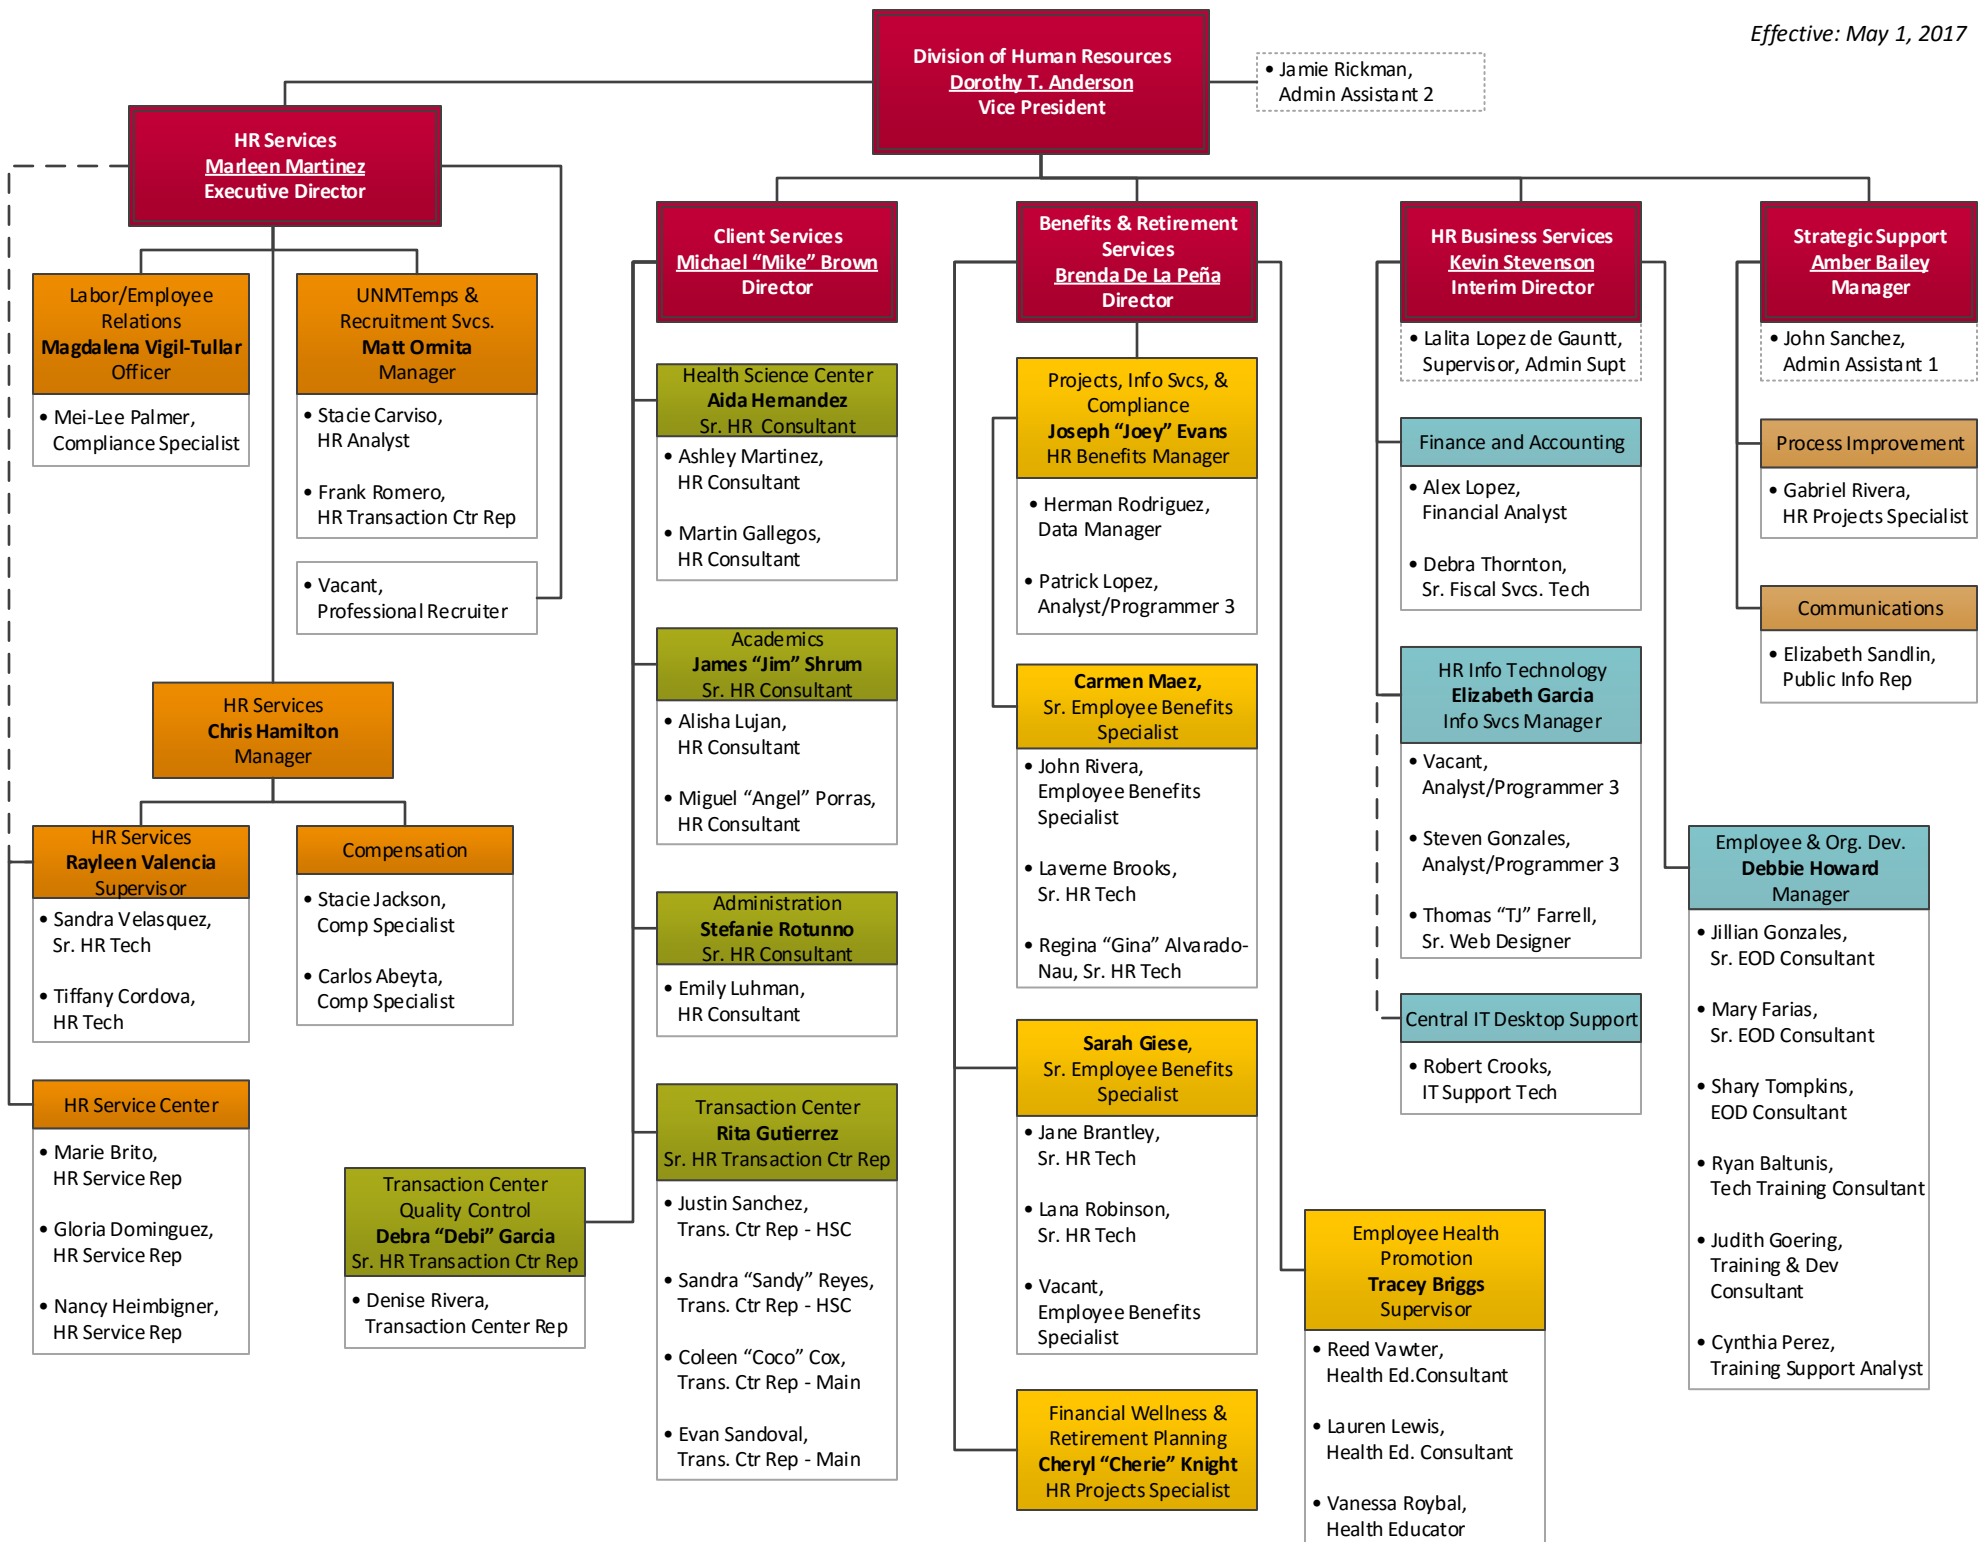 Effective: May 1, 2017
Division of Human Resources
Dorothy T. Anderson
Vice President
• Jamie Rickman,
Admin Assistant 2
HR Services
Marleen Martinez
Executive Director
Labor/Employee
Relations
Magdalena Vigil-Tullar
Officer
• Mei-Lee Palmer,
Compliance Specialist
UNMTemps &
Recruitment Svcs.
Matt Ormita
Manager
• Stacie Carviso,
HR Analyst
• Frank Romero,
HR Transaction Ctr Rep
• Vacant,
Professional Recruiter
HR Services
Chris Hamilton
Manager
HR Services
Rayleen Valencia
Supervisor
• Sandra Velasquez,
Sr. HR Tech
• Tiffany Cordova,
HR Tech
Compensation
• Stacie Jackson,
Comp Specialist
• Carlos Abeyta,
Comp Specialist
HR Service Center
• Marie Brito,
HR Service Rep
• Gloria Dominguez,
HR Service Rep
• Nancy Heimbigner,
HR Service Rep
Client Services
Michael “Mike” Brown
Director
Health Science Center
Aida Hernandez
Sr. HR Consultant
• Ashley Martinez,
HR Consultant
• Martin Gallegos,
HR Consultant
Academics
James “Jim” Shrum
Sr. HR Consultant
• Alisha Lujan,
HR Consultant
• Miguel “Angel” Porras,
HR Consultant
Administration
Stefanie Rotunno
Sr. HR Consultant
• Emily Luhman,
HR Consultant
Transaction Center
Rita Gutierrez
Sr. HR Transaction Ctr Rep
• Justin Sanchez,
Trans. Ctr Rep - HSC
• Sandra “Sandy” Reyes,
Trans. Ctr Rep - HSC
• Coleen “Coco” Cox,
Trans. Ctr Rep - Main
• Evan Sandoval,
Trans. Ctr Rep - Main
Transaction Center
Quality Control
Debra “Debi” Garcia
Sr. HR Transaction Ctr Rep
• Denise Rivera,
Transaction Center Rep
Benefits & Retirement
Services
Brenda De La Peña
Director
Projects, Info Svcs, &
Compliance
Joseph “Joey” Evans
HR Benefits Manager
• Herman Rodriguez,
Data Manager
• Patrick Lopez,
Analyst/Programmer 3
Carmen Maez,
Sr. Employee Benefits
Specialist
• John Rivera,
Employee Benefits
Specialist
• Laverne Brooks,
Sr. HR Tech
• Regina “Gina” Alvarado-
Nau, Sr. HR Tech
Sarah Giese,
Sr. Employee Benefits
Specialist
• Jane Brantley,
Sr. HR Tech
• Lana Robinson,
Sr. HR Tech
• Vacant,
Employee Benefits
Specialist
Financial Wellness &
Retirement Planning
Cheryl “Cherie” Knight
HR Projects Specialist
Employee Health
Promotion
Tracey Briggs
Supervisor
• Reed Vawter,
Health Ed.Consultant
• Lauren Lewis,
Health Ed. Consultant
• Vanessa Roybal,
Health Educator
HR Business Services
Kevin Stevenson
Interim Director
• Lalita Lopez de Gauntt,
Supervisor, Admin Supt
Finance and Accounting
• Alex Lopez,
Financial Analyst
• Debra Thornton,
Sr. Fiscal Svcs. Tech
HR Info Technology
Elizabeth Garcia
Info Svcs Manager
• Vacant,
Analyst/Programmer 3
• Steven Gonzales,
Analyst/Programmer 3
• Thomas “TJ” Farrell,
Sr. Web Designer
Central IT Desktop Support
• Robert Crooks,
IT Support Tech
Employee & Org. Dev.
Debbie Howard
Manager
• Jillian Gonzales,
Sr. EOD Consultant
• Mary Farias,
Sr. EOD Consultant
• Shary Tompkins,
EOD Consultant
• Ryan Baltunis,
Tech Training Consultant
• Judith Goering,
Training & Dev
Consultant
• Cynthia Perez,
Training Support Analyst
Strategic Support
Amber Bailey
Manager
• John Sanchez,
Admin Assistant 1
Process Improvement
• Gabriel Rivera,
HR Projects Specialist
Communications
• Elizabeth Sandlin,
Public Info Rep